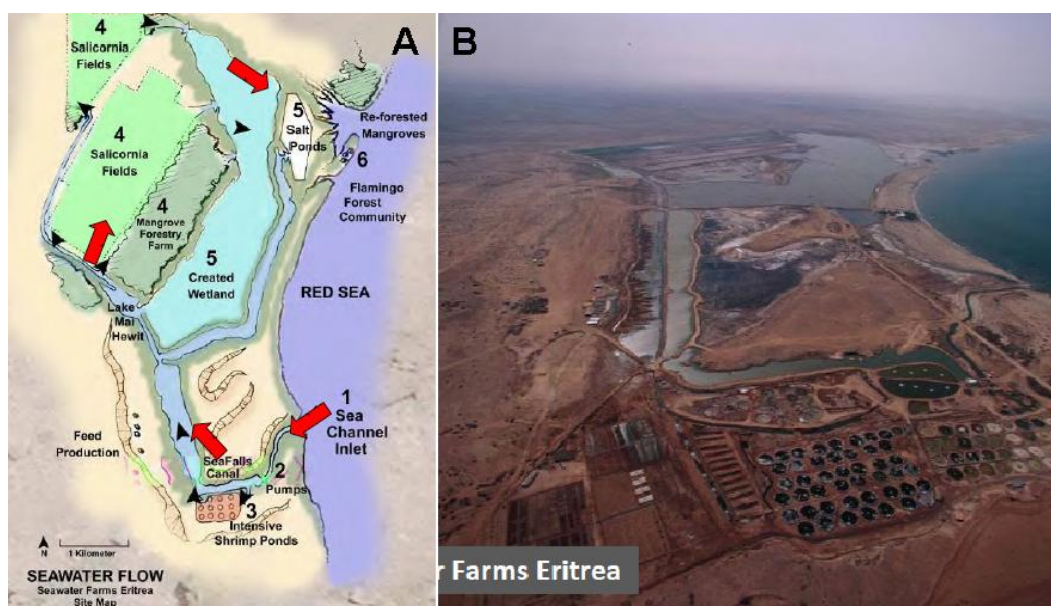 A
4
Salicornia
Fields
4
Salicornia
Fields
4
Mangrove
Forestry
Farm
5
Salt
Ponds
Re-forested
Mangroves
6
Flamingo
Forest
Community
5
Created
Wetland
RED SEA
Lake
Mai
Hewit
1
Sea
Channel
Inlet
Feed
Production
SeaFalls
Canal
2
Pumps
3
Intensive
Shrimp Ponds
N
1 Kilometer
SEAWATER FLOW
Seawater Farms Eritrea
Site Map
B
r Farms Eritrea